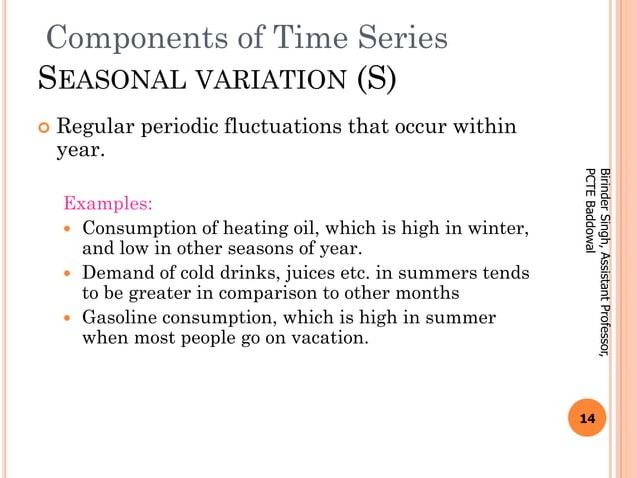 Components of Time Series
SEASONAL VARIATION (S)
Regular periodic fluctuations that occur within
year.
Examples:
Consumption of heating oil, which is high in winter,
and low in other seasons of year.
Demand of cold drinks, juices etc. in summers tends
to be greater in comparison to other months
Gasoline consumption, which is high in summer
when most people go on vacation.
Birinder Singh, Assistant Professor,
PCTE Baddowal
14